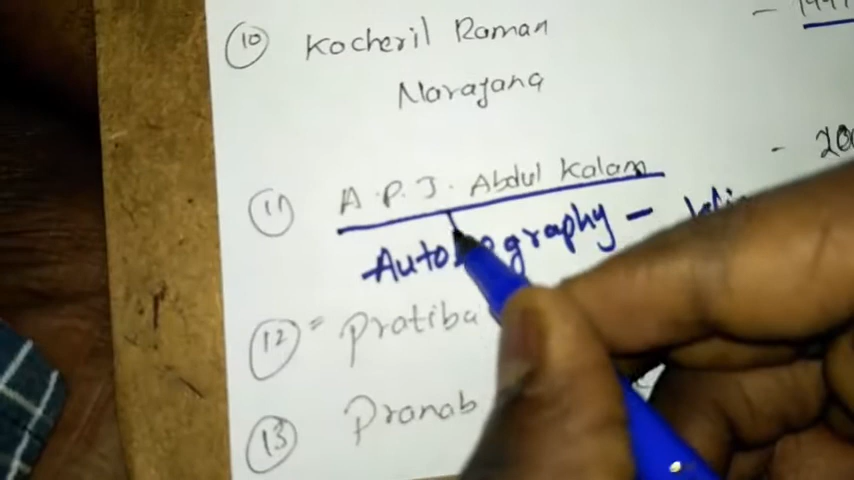 10 Kocheril Raman
Narayana
11 A.P.J. Abdul Kalam
Autobiography -
12 = Pratiba
13 Pranab